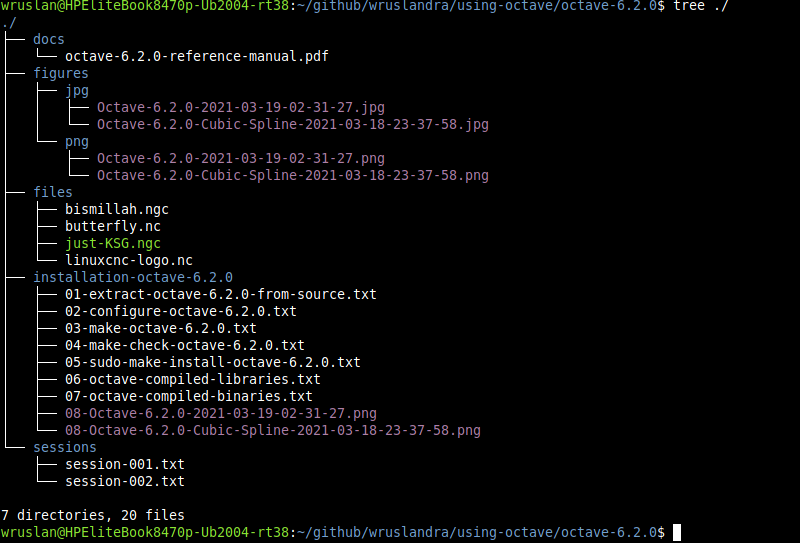 wruslan@HPEliteBook8470p-Ub2004-rt38:~/github/wruslandra/using-octave/octave-6.2.0$ tree ./
./
├── docs
│   └── octave-6.2.0-reference-manual.pdf
├── figures
│   ├── jpg
│   │   ├── Octave-6.2.0-2021-03-19-02-31-27.jpg
│   │   └── Octave-6.2.0-Cubic-Spline-2021-03-18-23-37-58.jpg
│   └── png
│       ├── Octave-6.2.0-2021-03-19-02-31-27.png
│       └── Octave-6.2.0-Cubic-Spline-2021-03-18-23-37-58.png
├── files
│   ├── bismillah.ngc
│   ├── butterfly.nc
│   ├── just-KSG.ngc
│   └── linuxcnc-logo.nc
├── installation-octave-6.2.0
│   ├── 01-extract-octave-6.2.0-from-source.txt
│   ├── 02-configure-octave-6.2.0.txt
│   ├── 03-make-octave-6.2.0.txt
│   ├── 04-make-check-octave-6.2.0.txt
│   ├── 05-sudo-make-install-octave-6.2.0.txt
│   ├── 06-octave-compiled-libraries.txt
│   ├── 07-octave-compiled-binaries.txt
│   ├── 08-Octave-6.2.0-2021-03-19-02-31-27.png
│   └── 08-Octave-6.2.0-Cubic-Spline-2021-03-18-23-37-58.png
└── sessions
    ├── session-001.txt
    └── session-002.txt

7 directories, 20 files
wruslan@HPEliteBook8470p-Ub2004-rt38:~/github/wruslandra/using-octave/octave-6.2.0$